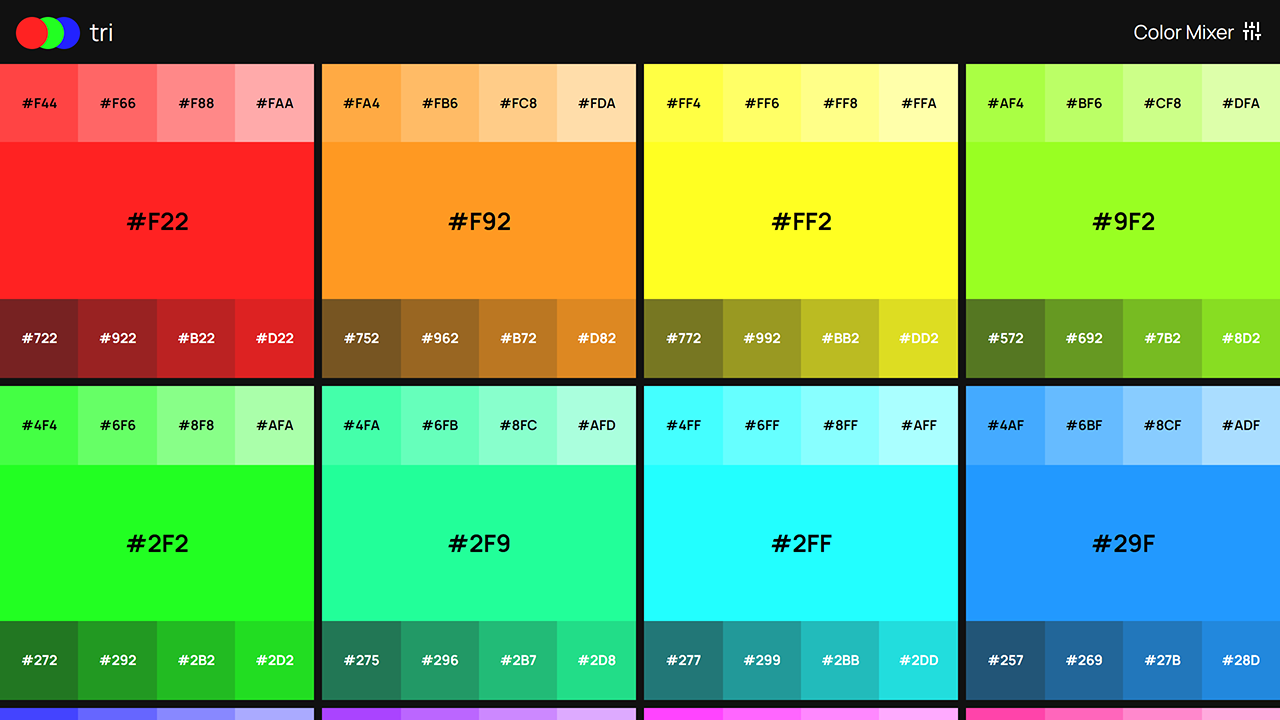 tri
Color Mixer
#F44 #F66 #F88 #FAA #FA4 #FB6 #FC8 #FDA #FF4 #FF6 #FF8 #FFA #AF4 #BF6 #CF8 #DFA
#F22 #F92 #FF2 #9F2
#722 #922 #B22 #D22 #752 #962 #B72 #D82 #772 #992 #BB2 #DD2 #572 #692 #7B2 #8D2
#4F4 #6F6 #8F8 #AFA #4FA #6FB #8FC #AFD #4FF #6FF #8FF #AFF #4AF #6BF #8CF #ADF
#2F2 #2F9 #2FF #29F
#272 #292 #2B2 #2D2 #275 #296 #2B7 #2D8 #277 #299 #2BB #2DD #257 #269 #27B #28D